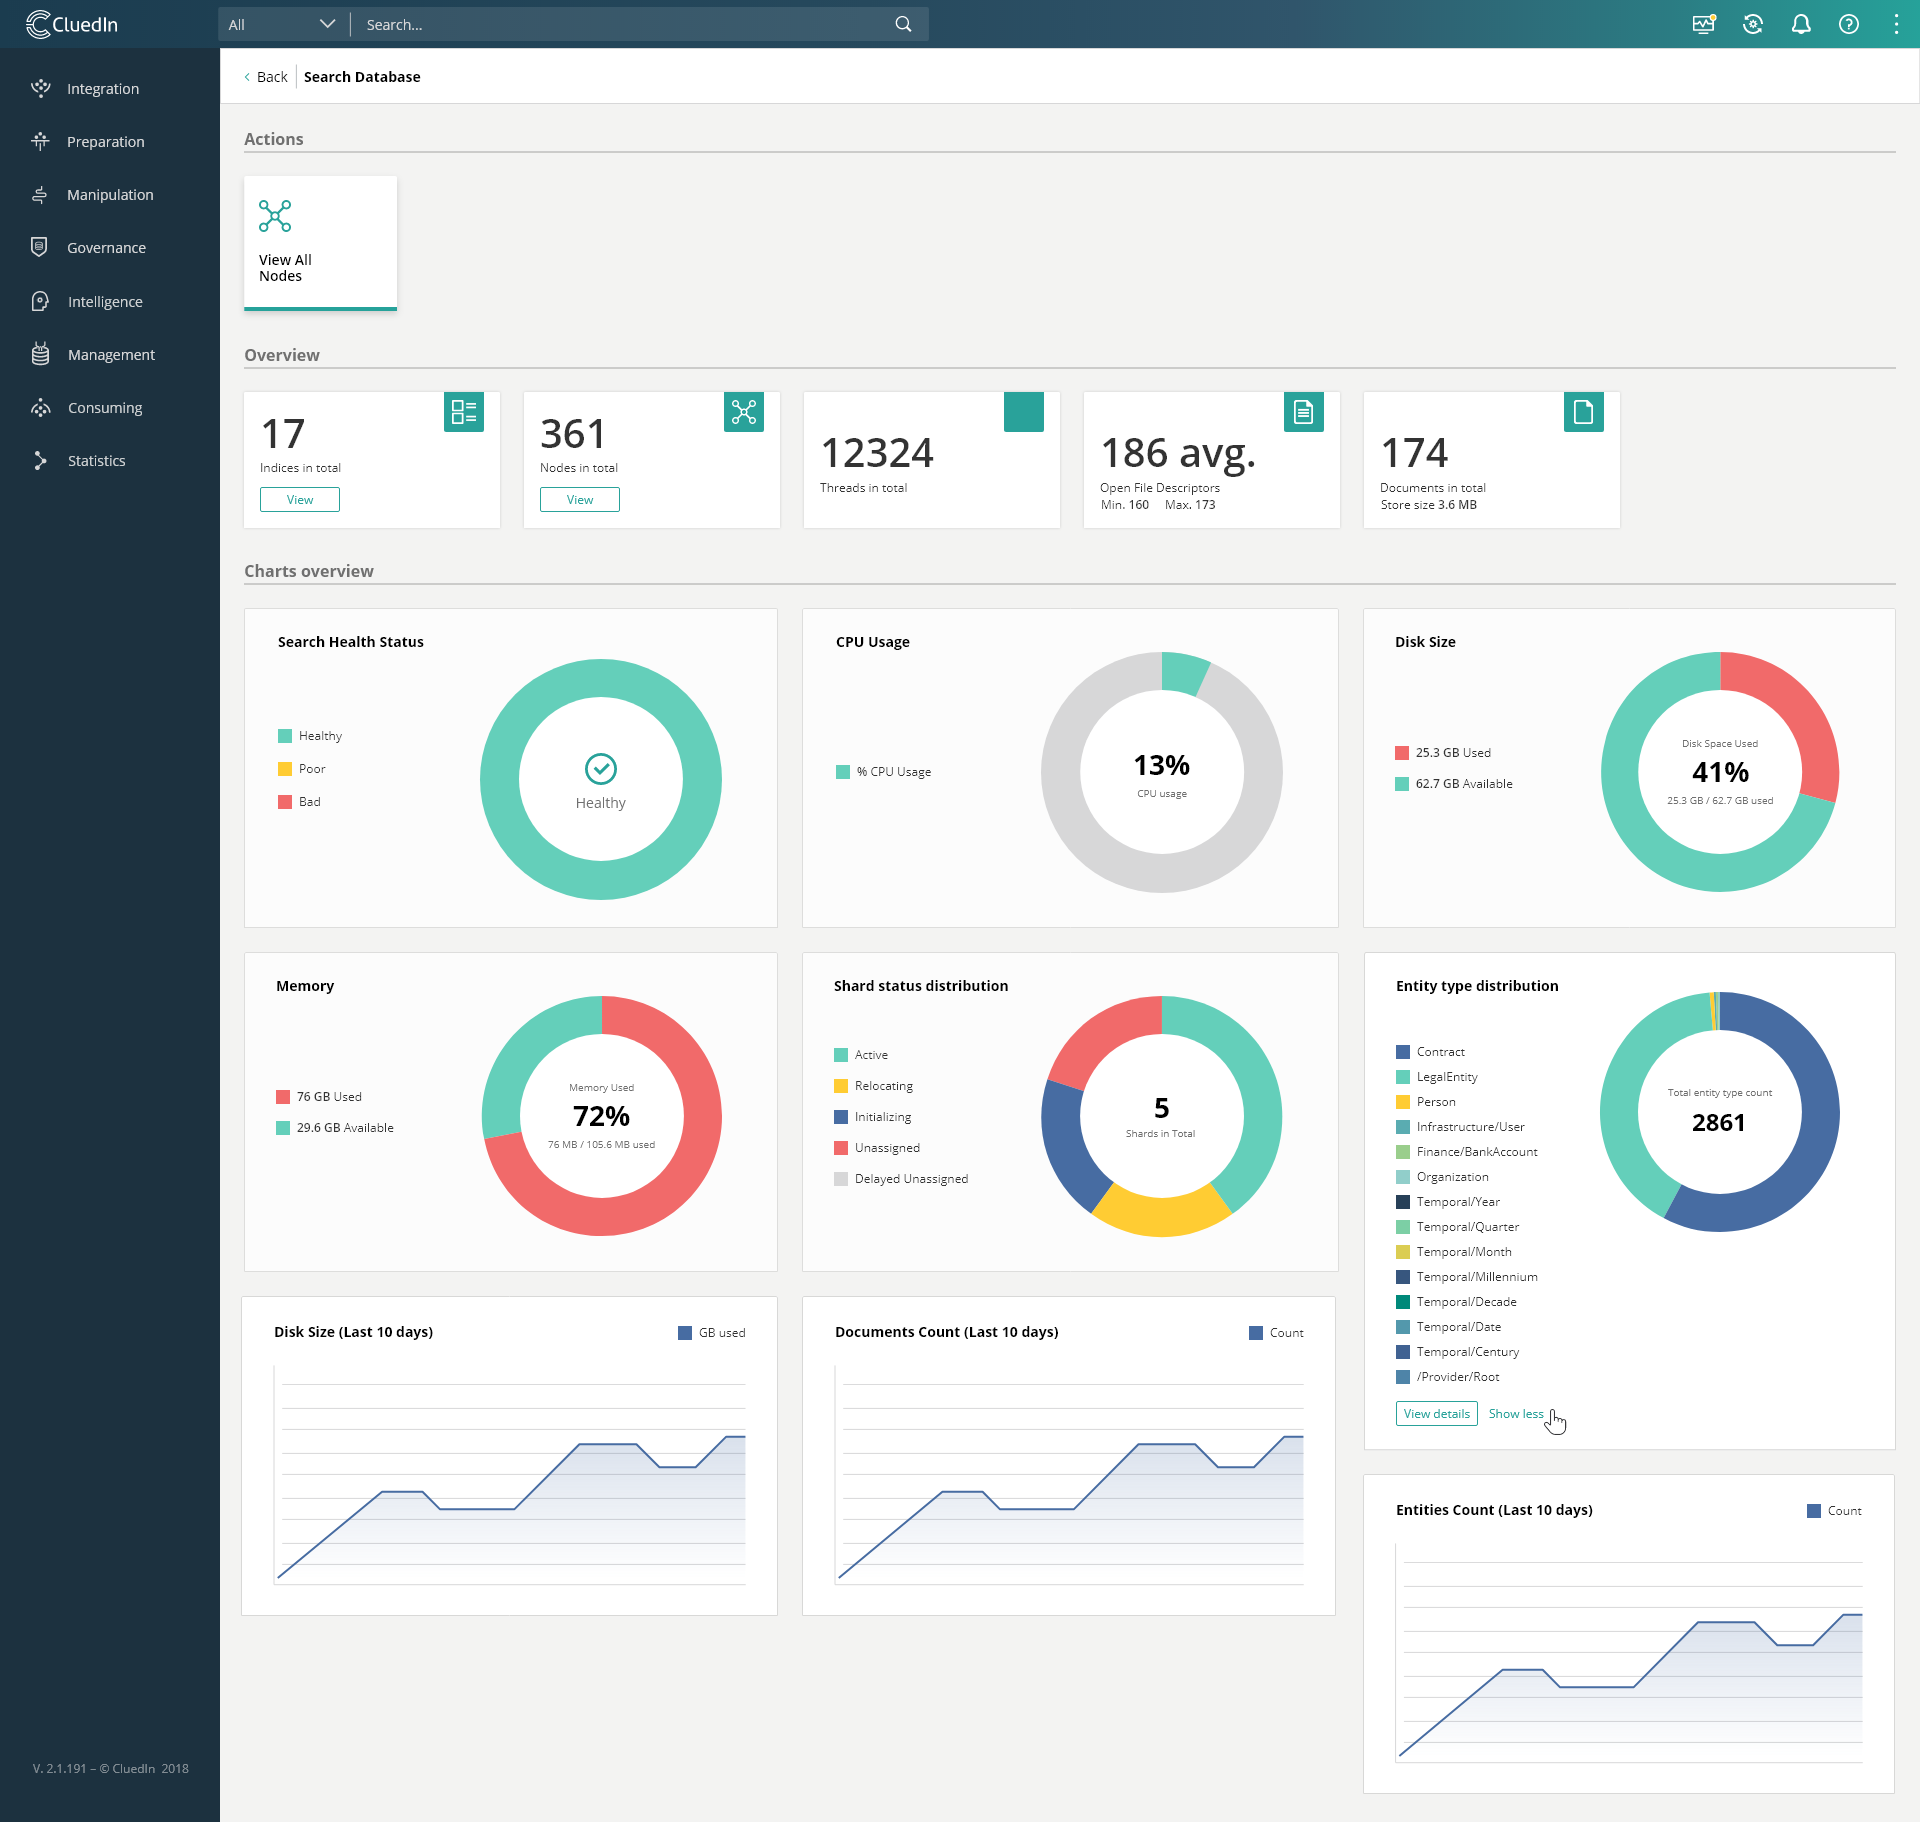 CluedIn
All
Search...
Integration
Preparation
Manipulation
Governance
Intelligence
Management
Consuming
Statistics
V. 2.1.191 – © CluedIn 2018
Back
Search Database
Actions
View All
Nodes
Overview
17
Indices in total
View
361
Nodes in total
View
12324
Threads in total
186 avg.
Open File Descriptors
Min. 160 Max. 173
174
Documents in total
Store size 3.6 MB
Charts overview
Search Health Status
Healthy
Poor
Bad
Healthy
CPU Usage
% CPU Usage
13%
CPU usage
Disk Size
25.3 GB Used
62.7 GB Available
Disk Space Used
41%
25.3 GB / 62.7 GB used
Memory
76 GB Used
29.6 GB Available
Memory Used
72%
76 MB / 105.6 MB used
Shard status distribution
Active
Relocating
Initializing
Unassigned
Delayed Unassigned
5
Shards in Total
Entity type distribution
Contract
LegalEntity
Person
Infrastructure/User
Finance/BankAccount
Organization
Temporal/Year
Temporal/Quarter
Temporal/Month
Temporal/Millennium
Temporal/Decade
Temporal/Date
Temporal/Century
/Provider/Root
Total entity type count
2861
View details
Show less
Disk Size (Last 10 days)
GB used
Documents Count (Last 10 days)
Count
Entities Count (Last 10 days)
Count